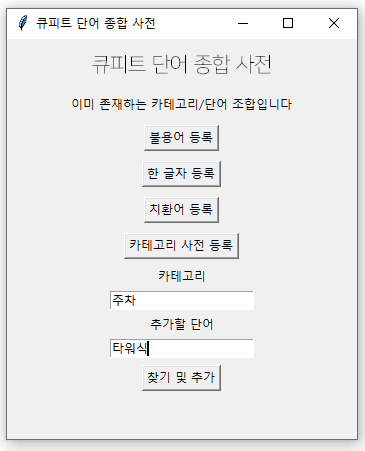 큐피트 단어 종합 사전
큐피트 단어 종합 사전
이미 존재하는 카테고리/단어 조합입니다
불용어 등록
한 글자 등록
치환어 등록
카테고리 사전 등록
카테고리
주차
추가할 단어
타워식
찾기 및 추가